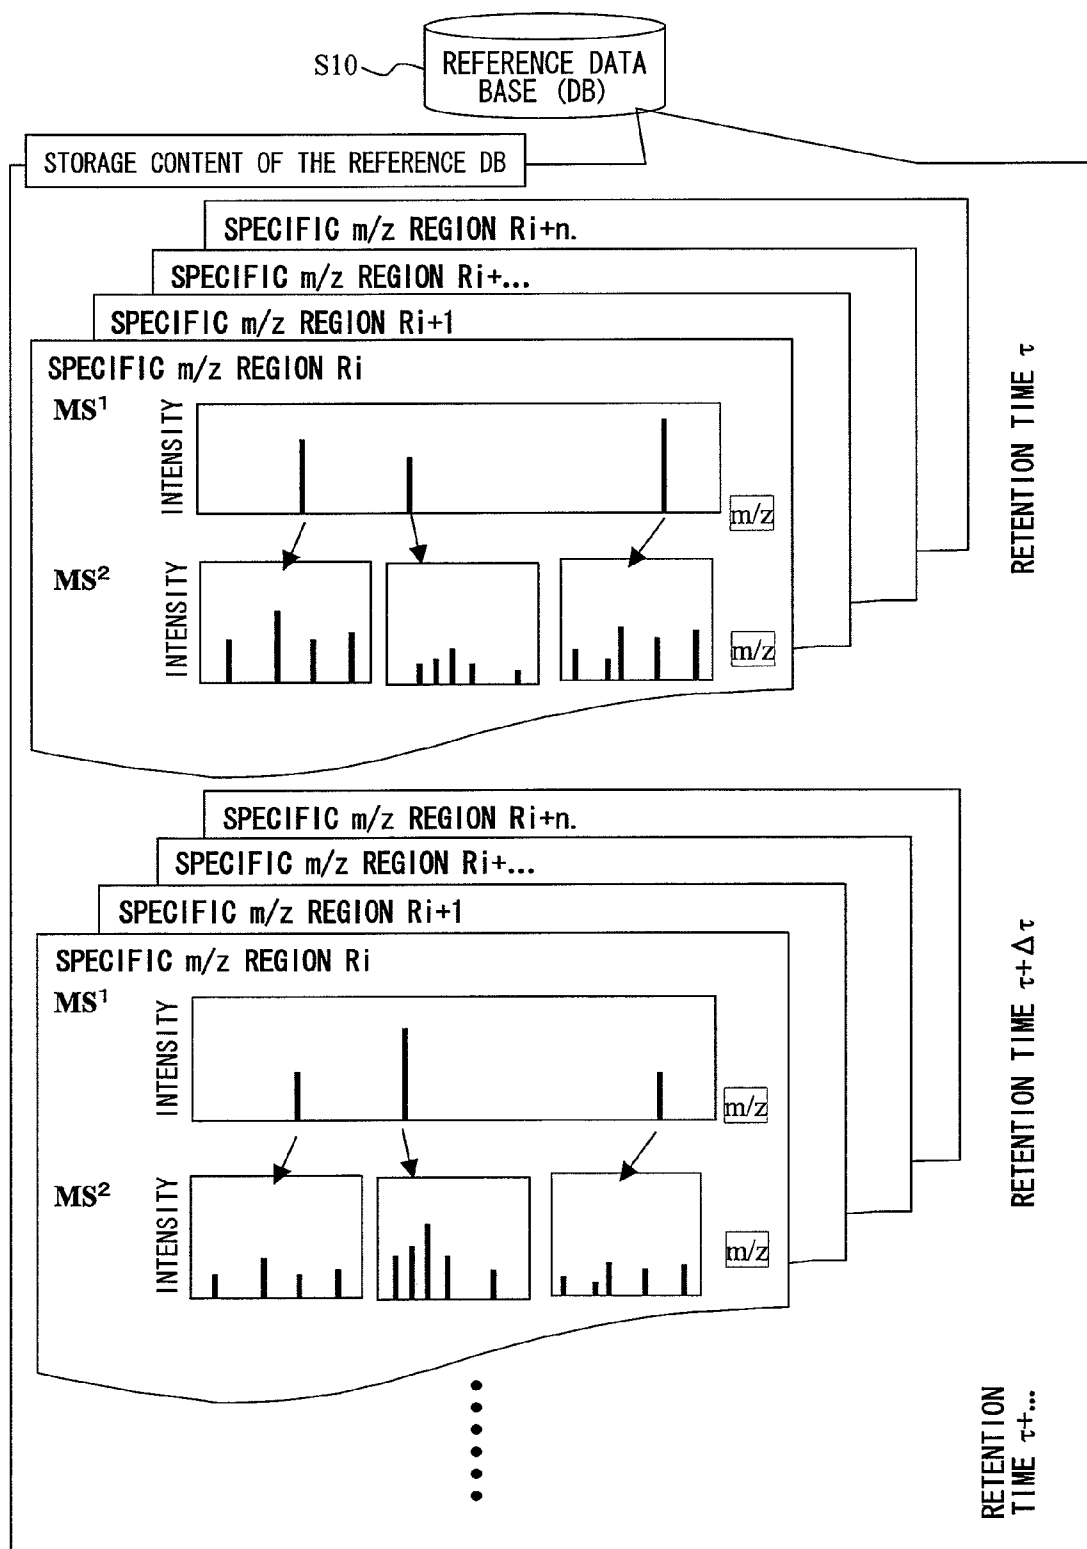 S10
REFERENCE DATA
BASE (DB)
STORAGE CONTENT OF THE REFERENCE DB
SPECIFIC m/z REGION Ri+n.
SPECIFIC m/z REGION Ri+...
SPECIFIC m/z REGION Ri+1
SPECIFIC m/z REGION Ri
MS¹
INTENSITY
m/z
MS²
INTENSITY
m/z
RETENTION TIME τ
SPECIFIC m/z REGION Ri+n.
SPECIFIC m/z REGION Ri+...
SPECIFIC m/z REGION Ri+1
SPECIFIC m/z REGION Ri
MS¹
INTENSITY
m/z
MS²
INTENSITY
m/z
RETENTION TIME τ+Δτ
RETENTION
TIME τ+...